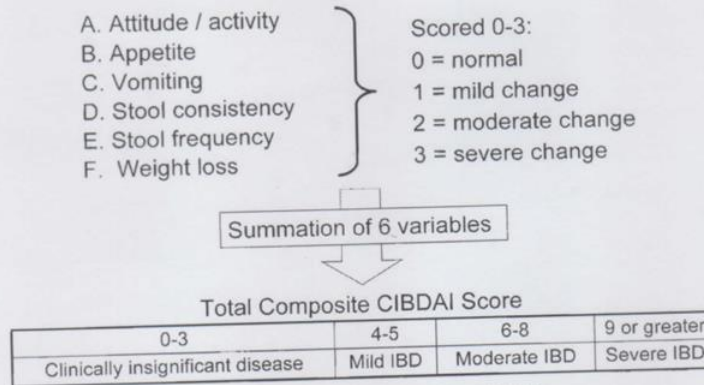 A. Attitude / activity
B. Appetite
C. Vomiting
D. Stool consistency
E. Stool frequency
F. Weight loss
Scored 0-3:
0 = normal
1 = mild change
2 = moderate change
3 = severe change
Summation of 6 variables
Total Composite CIBDAI Score
0-3 4-5 6-8 9 or greater
Clinically insignificant disease Mild IBD Moderate IBD Severe IBD